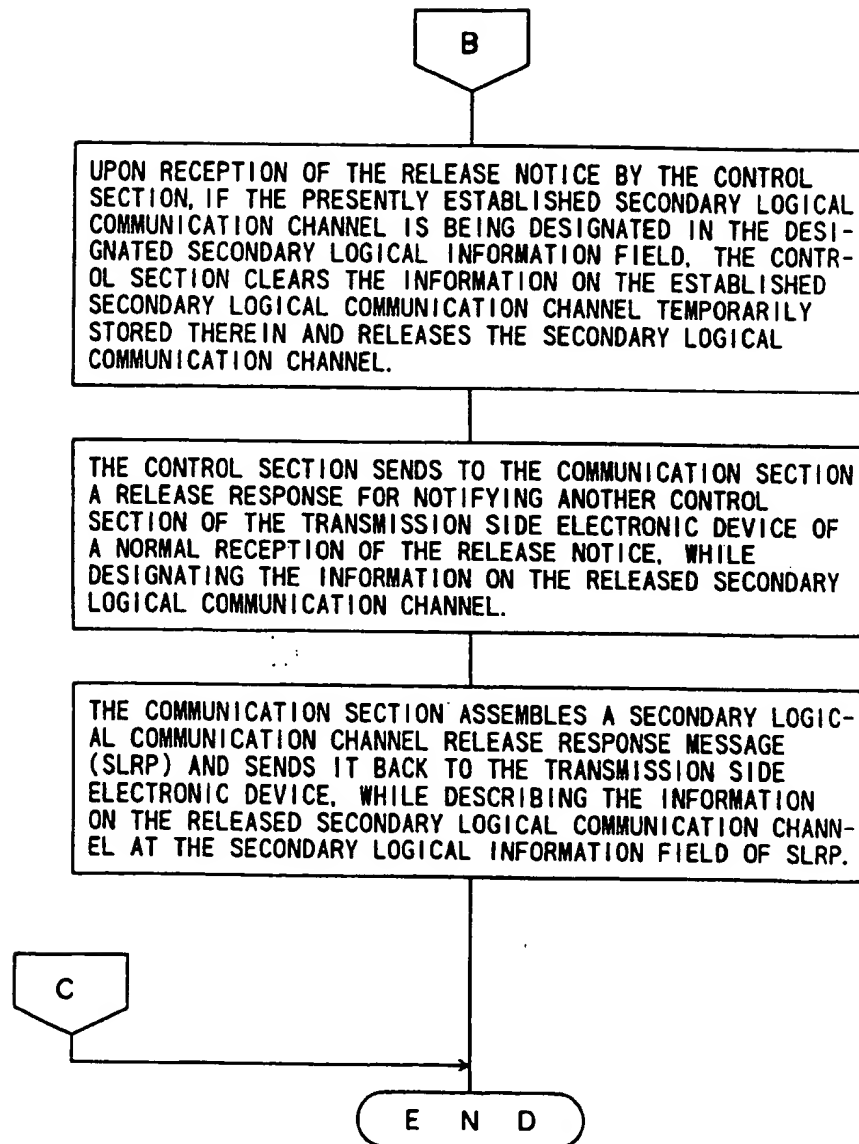 B
UPON RECEPTION OF THE RELEASE NOTICE BY THE CONTROL
SECTION, IF THE PRESENTLY ESTABLISHED SECONDARY LOGICAL
COMMUNICATION CHANNEL IS BEING DESIGNATED IN THE DESI-
GNATED SECONDARY LOGICAL INFORMATION FIELD, THE CONTR-
OL SECTION CLEARS THE INFORMATION ON THE ESTABLISHED
SECONDARY LOGICAL COMMUNICATION CHANNEL TEMPORARILY
STORED THEREIN AND RELEASES THE SECONDARY LOGICAL
COMMUNICATION CHANNEL.
THE CONTROL SECTION SENDS TO THE COMMUNICATION SECTION
A RELEASE RESPONSE FOR NOTIFYING ANOTHER CONTROL
SECTION OF THE TRANSMISSION SIDE ELECTRONIC DEVICE OF
A NORMAL RECEPTION OF THE RELEASE NOTICE, WHILE
DESIGNATING THE INFORMATION ON THE RELEASED SECONDARY
LOGICAL COMMUNICATION CHANNEL.
THE COMMUNICATION SECTION ASSEMBLES A SECONDARY LOGIC-
AL COMMUNICATION CHANNEL RELEASE RESPONSE MESSAGE
(SLRP) AND SENDS IT BACK TO THE TRANSMISSION SIDE
ELECTRONIC DEVICE, WHILE DESCRIBING THE INFORMATION
ON THE RELEASED SECONDARY LOGICAL COMMUNICATION CHANN-
EL AT THE SECONDARY LOGICAL INFORMATION FIELD OF SLRP.
C
E N D